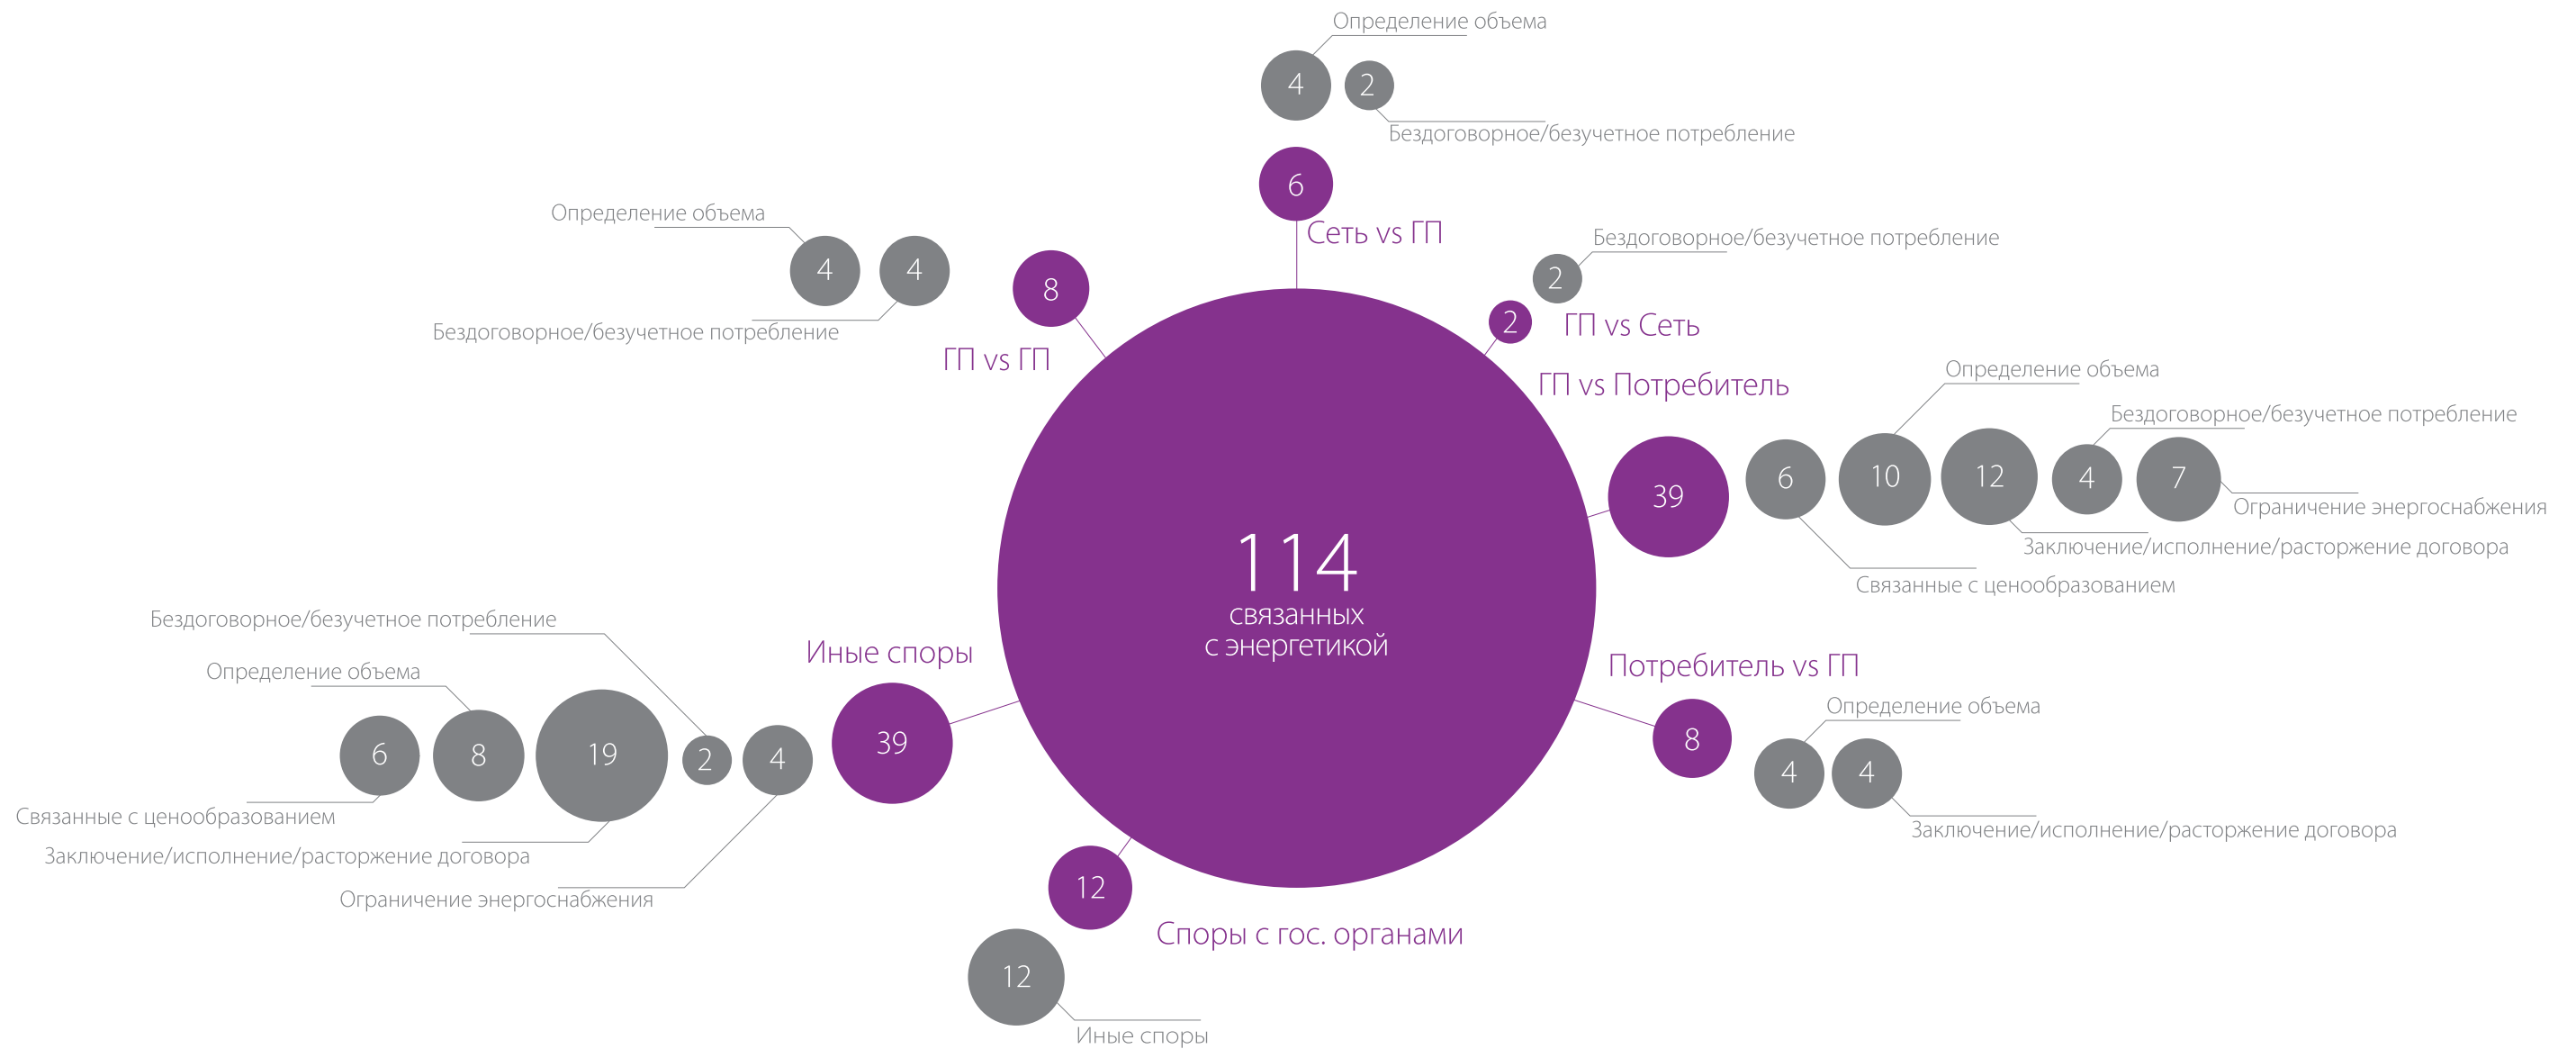 Определение объема
4
2
Бездоговорное/безучетное потребление
6
Сеть vs ГП
Определение объема
4
4
Бездоговорное/безучетное потребление
8
ГП vs ГП
Бездоговорное/безучетное потребление
2
2
ГП vs Сеть
ГП vs Потребитель
39
Определение объема
Бездоговорное/безучетное потребление
6
10
12
4
7
Ограничение энергоснабжения
Заключение/исполнение/расторжение договора
Связанные с ценообразованием
114
связанных
с энергетикой
Потребитель vs ГП
8
Определение объема
4
4
Заключение/исполнение/расторжение договора
Иные споры
39
Бездоговорное/безучетное потребление
Определение объема
6
8
19
2
4
Связанные с ценообразованием
Заключение/исполнение/расторжение договора
Ограничение энергоснабжения
12
Споры с гос. органами
12
Иные споры